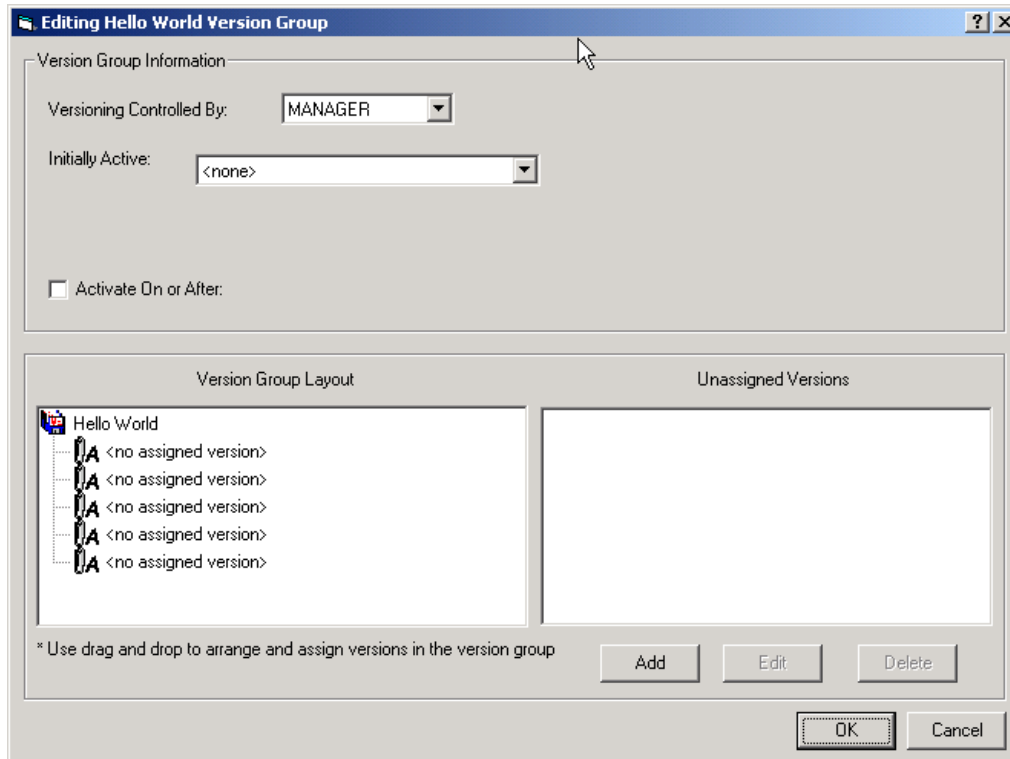 Editing Hello World Version Group
Version Group Information
Versioning Controlled By: MANAGER
Initially Active: <none>
Activate On or After:
Version Group Layout Unassigned Versions
Hello World
<no assigned version>
<no assigned version>
<no assigned version>
<no assigned version>
<no assigned version>
* Use drag and drop to arrange and assign versions in the version group
Add Edit Delete
OK Cancel